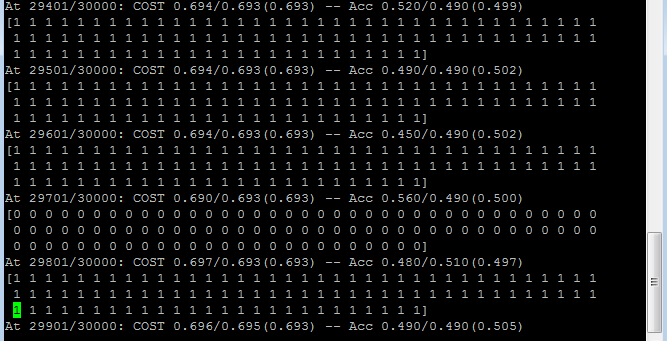 At 29401/30000: COST 0.694/0.693(0.693) -- Acc 0.520/0.490(0.499)
[1 1 1 1 1 1 1 1 1 1 1 1 1 1 1 1 1 1 1 1 1 1 1 1 1 1 1 1 1 1 1 1 1 1 1 1 1
1 1 1 1 1 1 1 1 1 1 1 1 1 1 1 1 1 1 1 1 1 1 1 1 1 1 1 1 1 1 1 1 1 1 1 1 1
1 1 1 1 1 1 1 1 1 1 1 1 1 1 1 1 1 1 1 1 1 1 1 1 1 1]
At 29501/30000: COST 0.694/0.693(0.693) -- Acc 0.490/0.490(0.502)
[1 1 1 1 1 1 1 1 1 1 1 1 1 1 1 1 1 1 1 1 1 1 1 1 1 1 1 1 1 1 1 1 1 1 1 1 1
1 1 1 1 1 1 1 1 1 1 1 1 1 1 1 1 1 1 1 1 1 1 1 1 1 1 1 1 1 1 1 1 1 1 1 1 1
1 1 1 1 1 1 1 1 1 1 1 1 1 1 1 1 1 1 1 1 1 1 1 1 1 1]
At 29601/30000: COST 0.694/0.693(0.693) -- Acc 0.450/0.490(0.502)
[1 1 1 1 1 1 1 1 1 1 1 1 1 1 1 1 1 1 1 1 1 1 1 1 1 1 1 1 1 1 1 1 1 1 1 1 1
1 1 1 1 1 1 1 1 1 1 1 1 1 1 1 1 1 1 1 1 1 1 1 1 1 1 1 1 1 1 1 1 1 1 1 1 1
1 1 1 1 1 1 1 1 1 1 1 1 1 1 1 1 1 1 1 1 1 1 1 1 1 1]
At 29701/30000: COST 0.690/0.693(0.693) -- Acc 0.560/0.490(0.500)
[0 0 0 0 0 0 0 0 0 0 0 0 0 0 0 0 0 0 0 0 0 0 0 0 0 0 0 0 0 0 0 0 0 0 0 0 0
0 0 0 0 0 0 0 0 0 0 0 0 0 0 0 0 0 0 0 0 0 0 0 0 0 0 0 0 0 0 0 0 0 0 0 0 0
0 0 0 0 0 0 0 0 0 0 0 0 0 0 0 0 0 0 0 0 0 0 0 0 0 0]
At 29801/30000: COST 0.697/0.693(0.693) -- Acc 0.480/0.510(0.497)
[1 1 1 1 1 1 1 1 1 1 1 1 1 1 1 1 1 1 1 1 1 1 1 1 1 1 1 1 1 1 1 1 1 1 1 1 1
1 1 1 1 1 1 1 1 1 1 1 1 1 1 1 1 1 1 1 1 1 1 1 1 1 1 1 1 1 1 1 1 1 1 1 1 1
1 1 1 1 1 1 1 1 1 1 1 1 1 1 1 1 1 1 1 1 1 1 1 1 1 1]
At 29901/30000: COST 0.696/0.695(0.693) -- Acc 0.490/0.490(0.505)